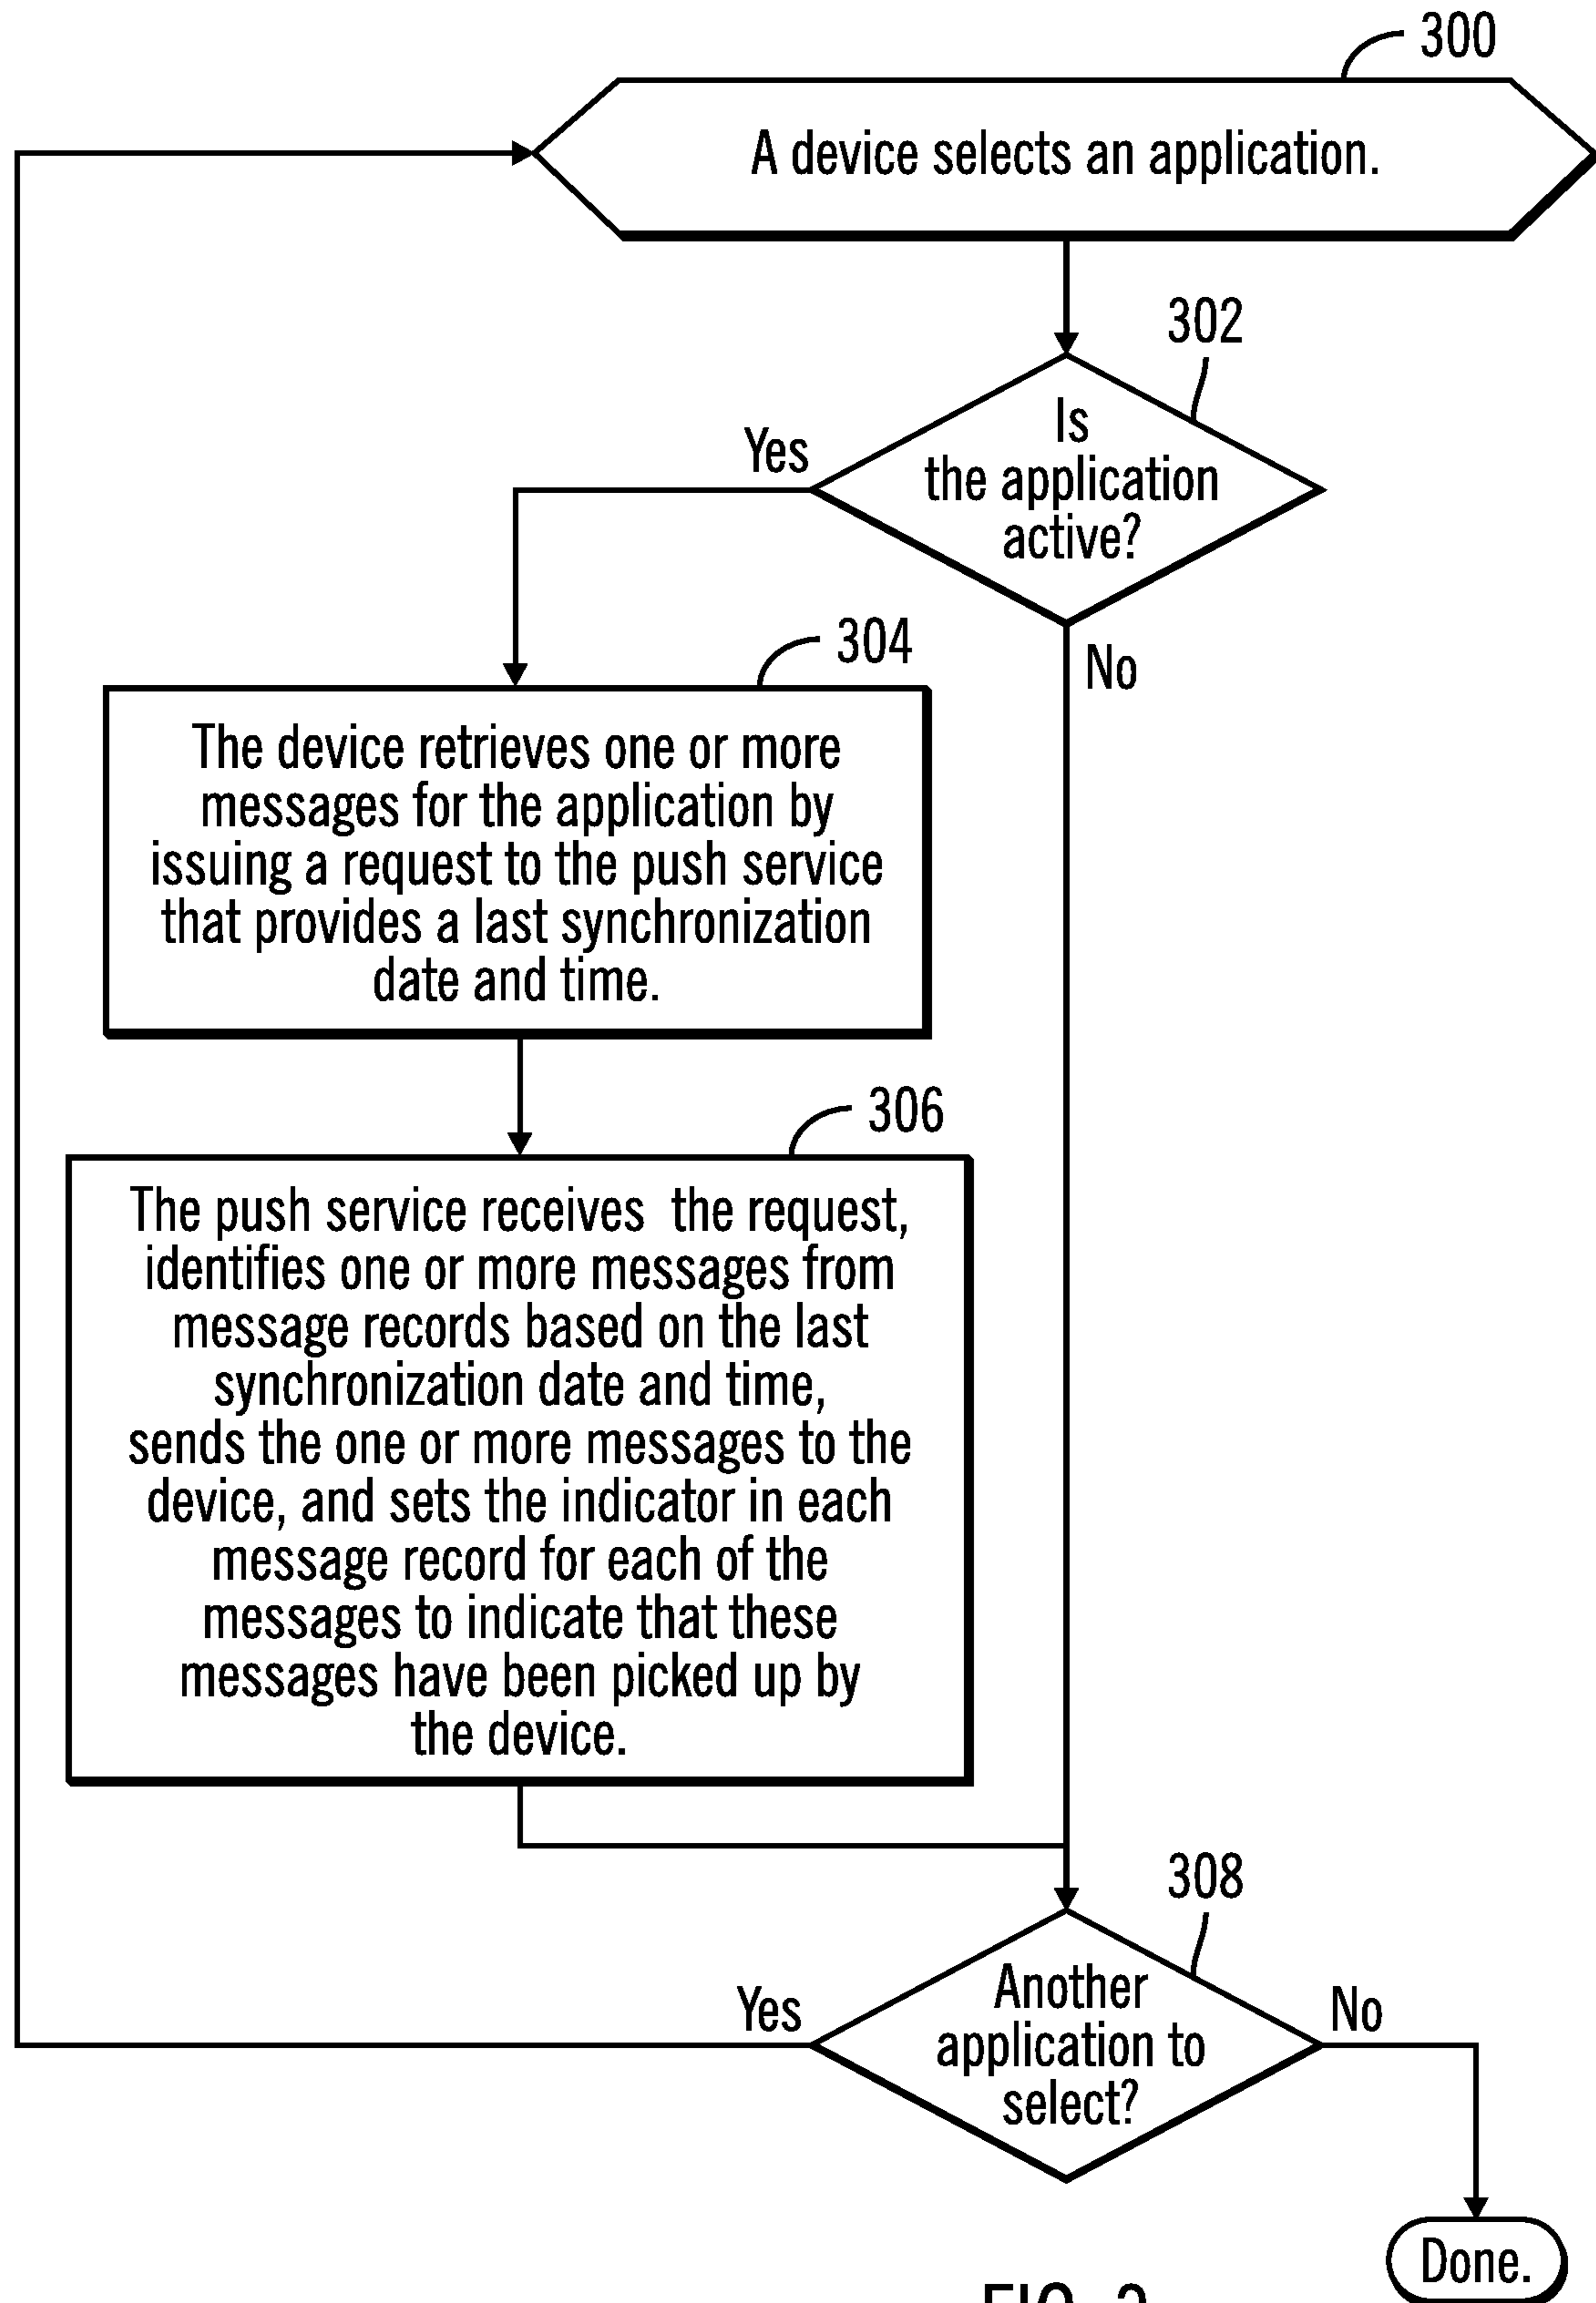 300
A device selects an application.
302
Is
the application
active?
Yes
No
304
The device retrieves one or more
messages for the application by
issuing a request to the push service
that provides a last synchronization
date and time.
306
The push service receives the request,
identifies one or more messages from
message records based on the last
synchronization date and time,
sends the one or more messages to the
device, and sets the indicator in each
message record for each of the
messages to indicate that these
messages have been picked up by
the device.
308
Another
application to
select?
Yes
No
Done.